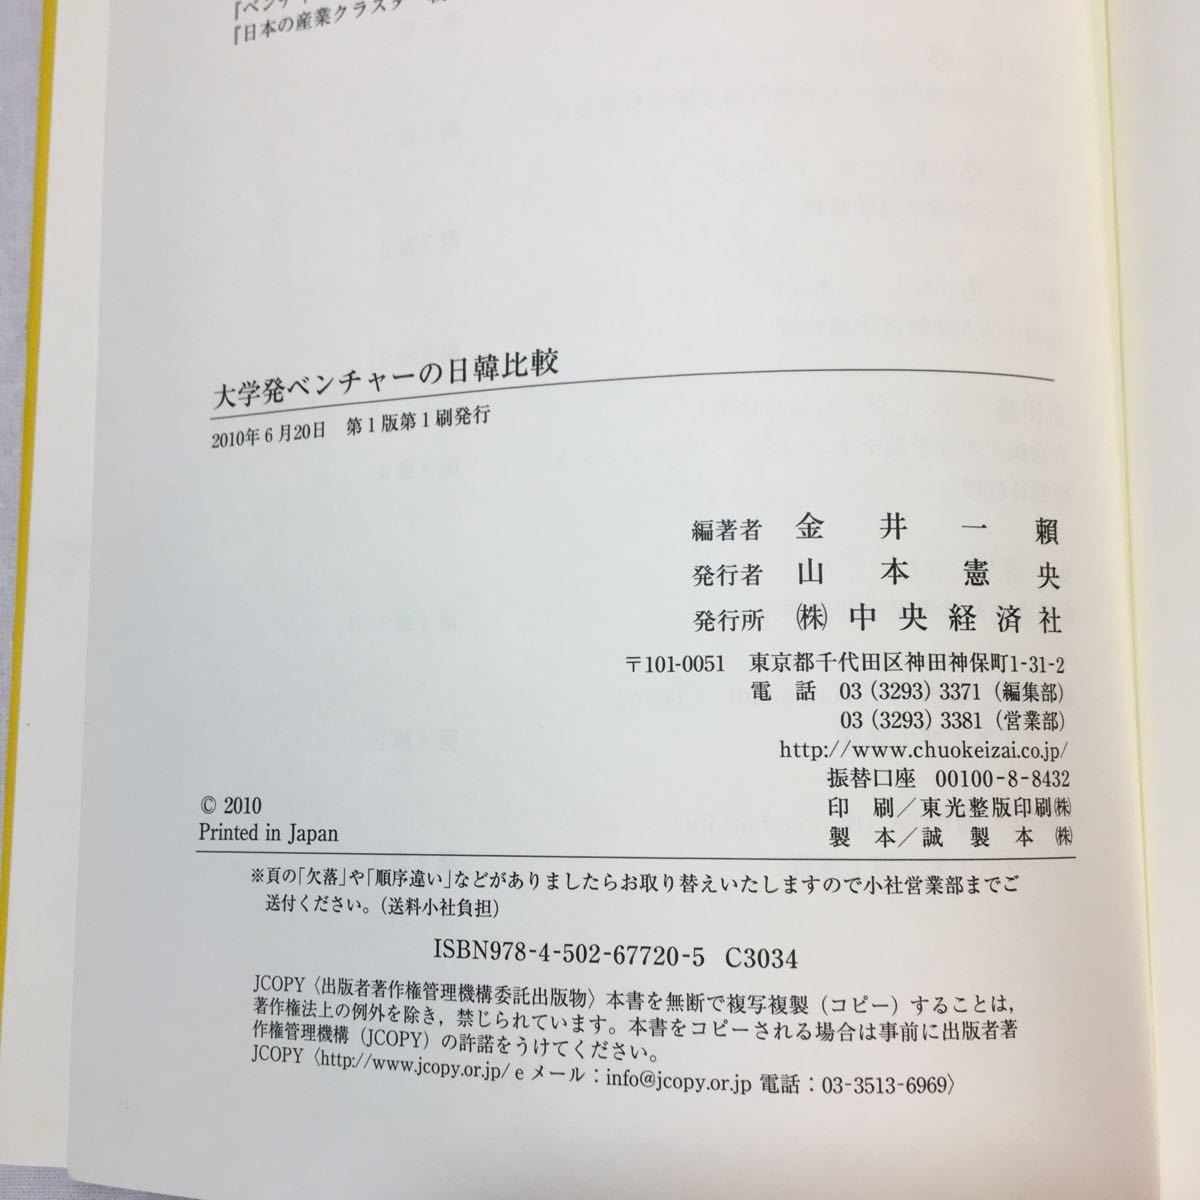 『ベンチャー
『日本の産業クラスター
大学発ベンチャーの日韓比較
2010年6月20日　第1版第1刷発行
編著者　金井一頼
発行者　山本憲央
発行所　㈱中央経済社
〒101-0051　東京都千代田区神田神保町1-31-2
電話　03 (3293) 3371 (編集部)
03 (3293) 3381 (営業部)
http://www.chuokeizai.co.jp/
振替口座　00100-8-8432
印刷／東光整版印刷㈱
製本／誠製本㈱
© 2010
Printed in Japan
※頁の「欠落」や「順序違い」などがありましたらお取り替えいたしますので小社営業部までご
送付ください。(送料小社負担)
ISBN978-4-502-67720-5　C3034
JCOPY〈出版者著作権管理機構委託出版物〉本書を無断で複写複製（コピー）することは，
著作権法上の例外を除き，禁じられています。本書をコピーされる場合は事前に出版者著
作権管理機構（JCOPY）の許諾をうけてください。
JCOPY〈http://www.jcopy.or.jp/ eメール：info@jcopy.or.jp 電話：03-3513-6969〉